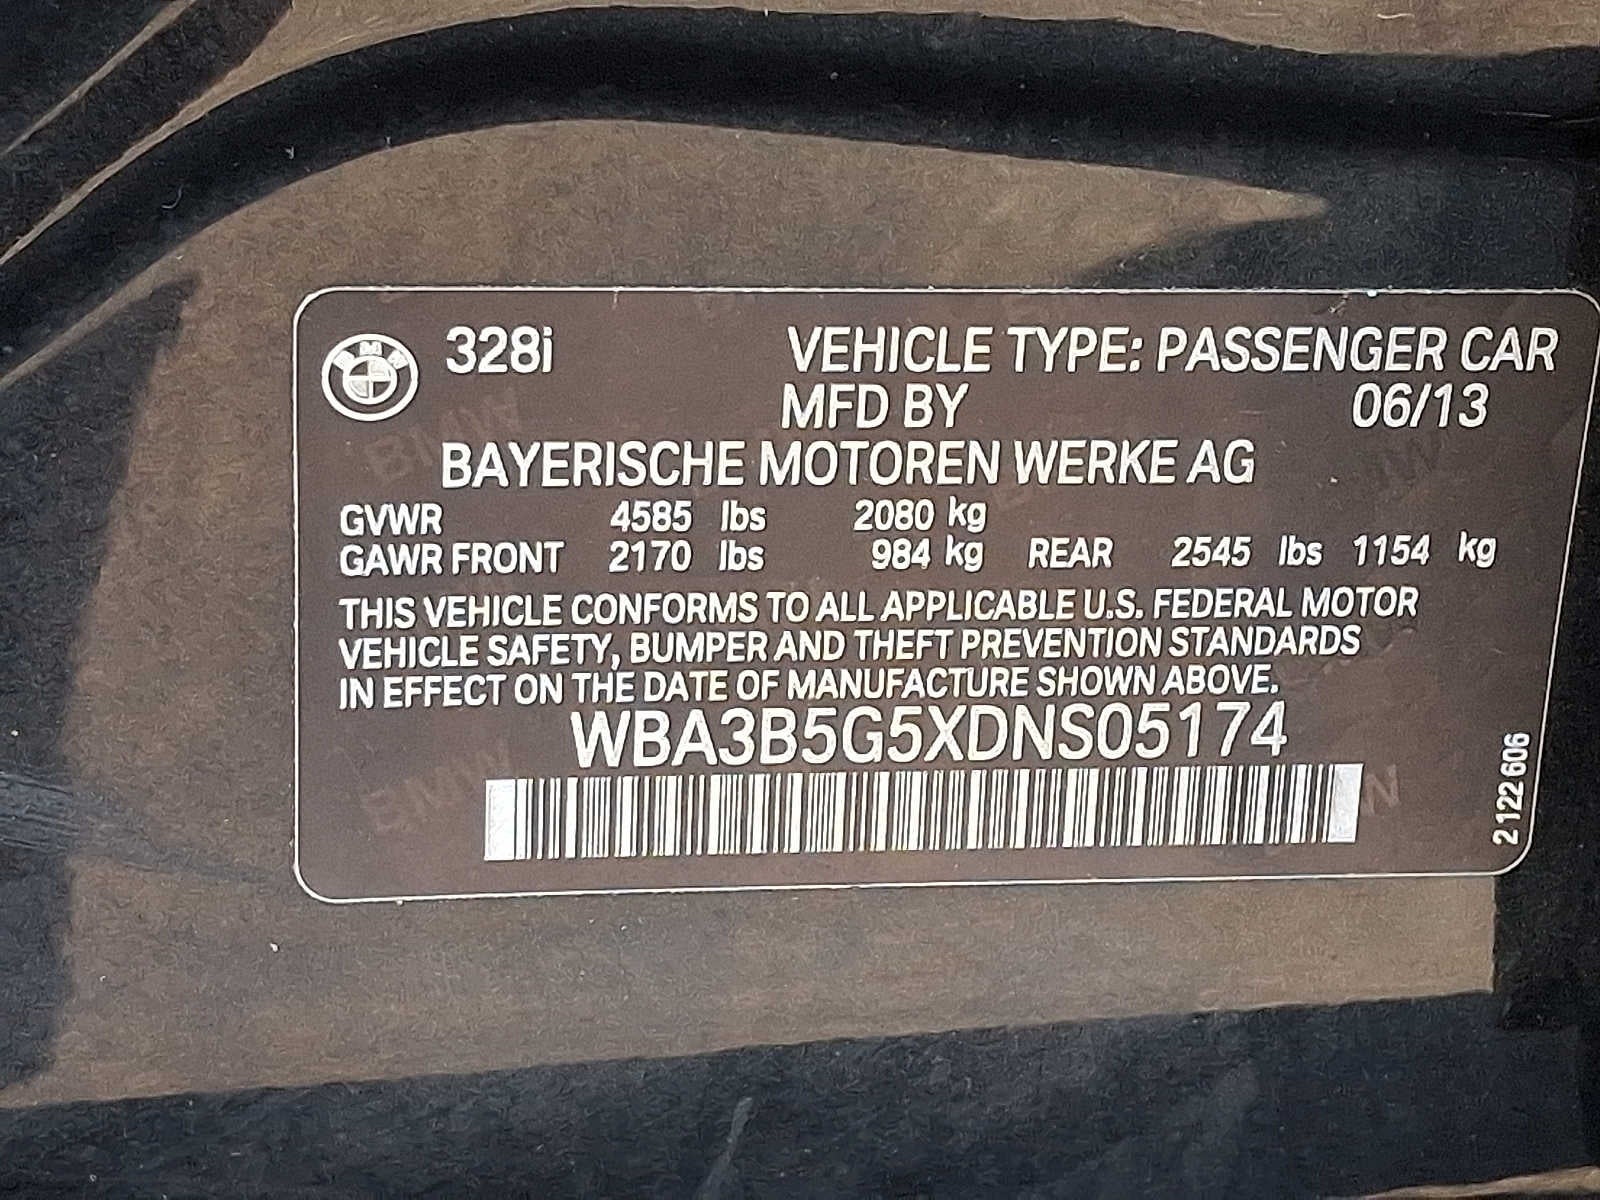 BMW 328i VEHICLE TYPE: PASSENGER CAR
MFD BY 06/13
BAYERISCHE MOTOREN WERKE AG
GVWR 4585 lbs 2080 kg
GAWR FRONT 2170 lbs 984 kg REAR 2545 lbs 1154 kg
THIS VEHICLE CONFORMS TO ALL APPLICABLE U.S. FEDERAL MOTOR
VEHICLE SAFETY, BUMPER AND THEFT PREVENTION STANDARDS
IN EFFECT ON THE DATE OF MANUFACTURE SHOWN ABOVE.
WBA3B5G5XDNS05174
2 122 606